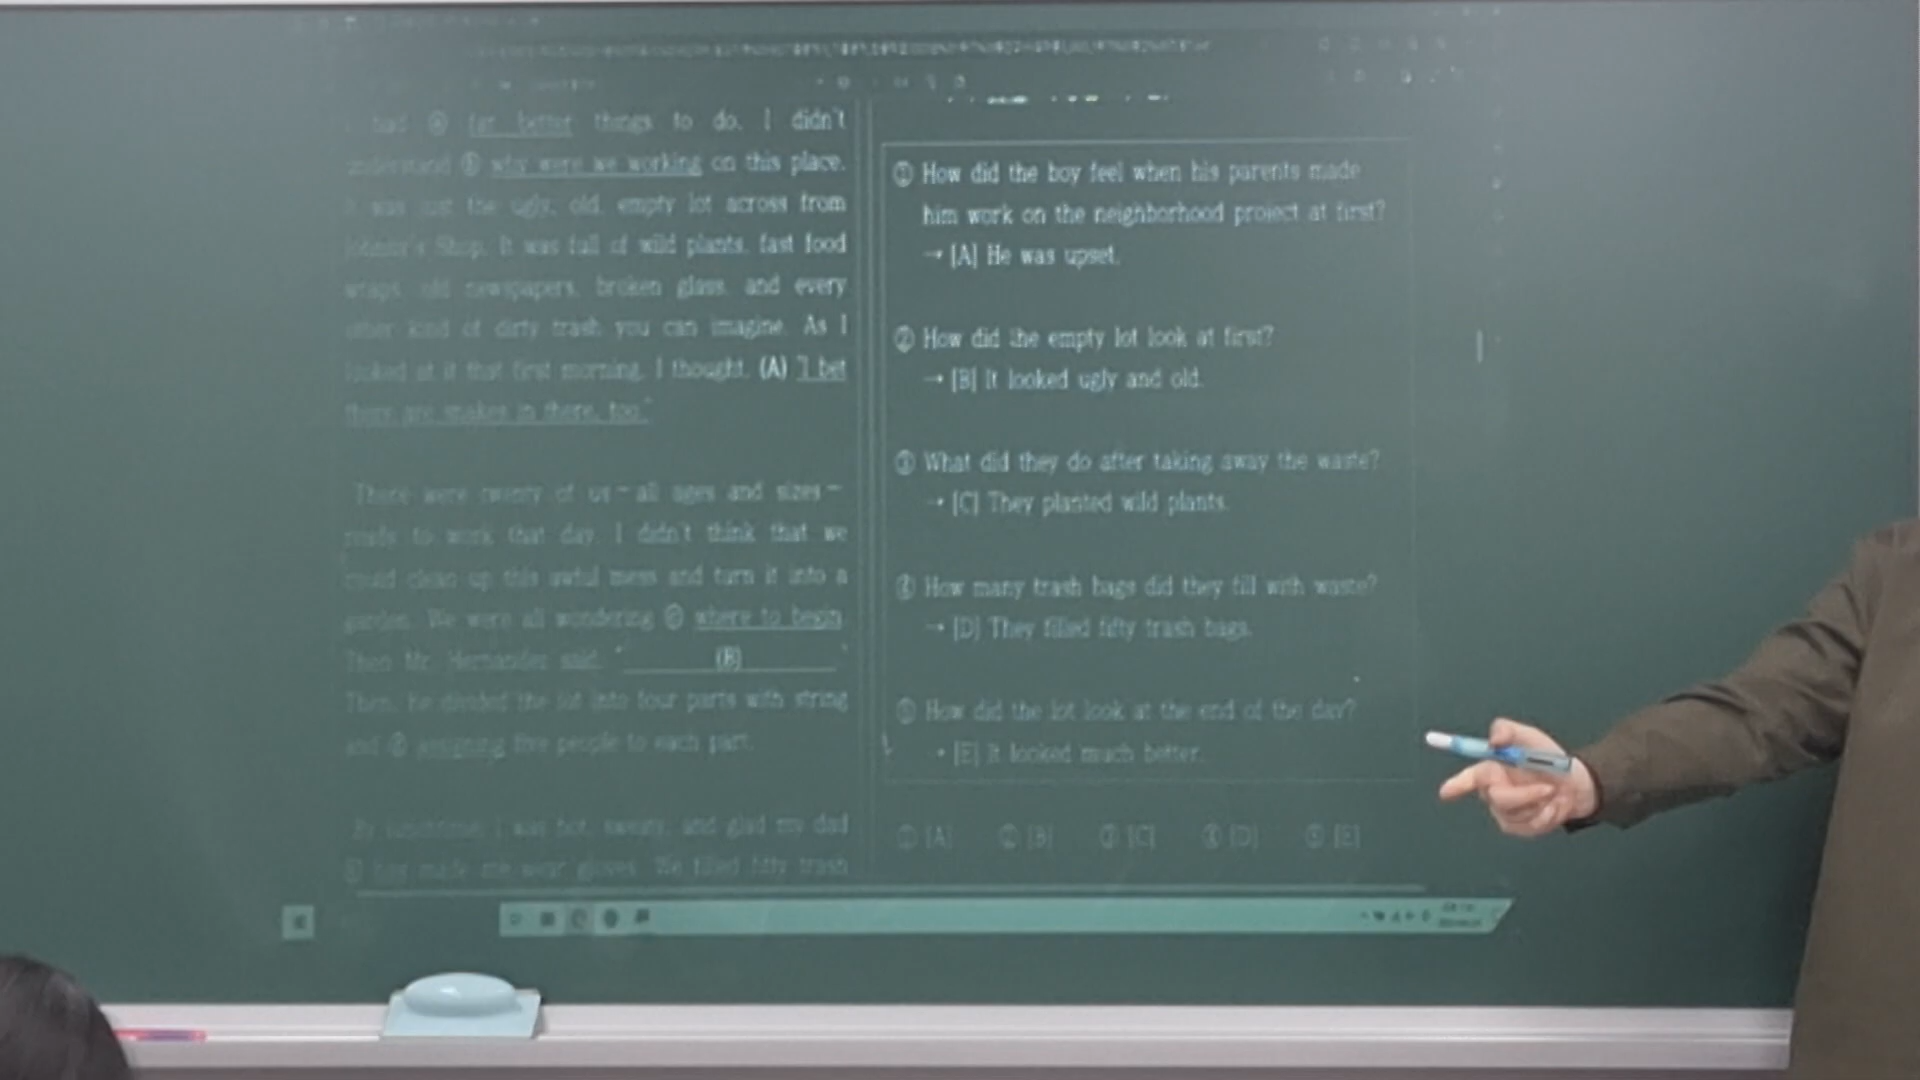 had ⓐ far better things to do. I didn't
understand ⓑ why were we working on this place.
It was just the ugly, old, empty lot across from
Johnny's Shop. It was full of wild plants, fast food
wraps, old newspapers, broken glass, and every
other kind of dirty trash you can imagine. As I
looked at it that first morning, I thought, (A) "I bet
there are snakes in there, too."
There were twenty of us - all ages and sizes -
ready to work that day. I didn't think that we
could clean up this awful mess and turn it into a
garden. We were all wondering ⓒ where to begin.
Then Mr. Hernandez said, " (B) "
Then, he divided the lot into four parts with string
and ⓓ assigning five people to each part.
By lunchtime, I was hot, sweaty, and glad my dad
ⓔ has made me wear gloves. We filled fifty trash
① How did the boy feel when his parents made
him work on the neighborhood project at first?
→ [A] He was upset.
② How did the empty lot look at first?
→ [B] It looked ugly and old.
③ What did they do after taking away the waste?
→ [C] They planted wild plants.
④ How many trash bags did they fill with waste?
→ [D] They filled fifty trash bags.
⑤ How did the lot look at the end of the day?
→ [E] It looked much better.
① [A] ② [B] ③ [C] ④ [D] ⑤ [E]